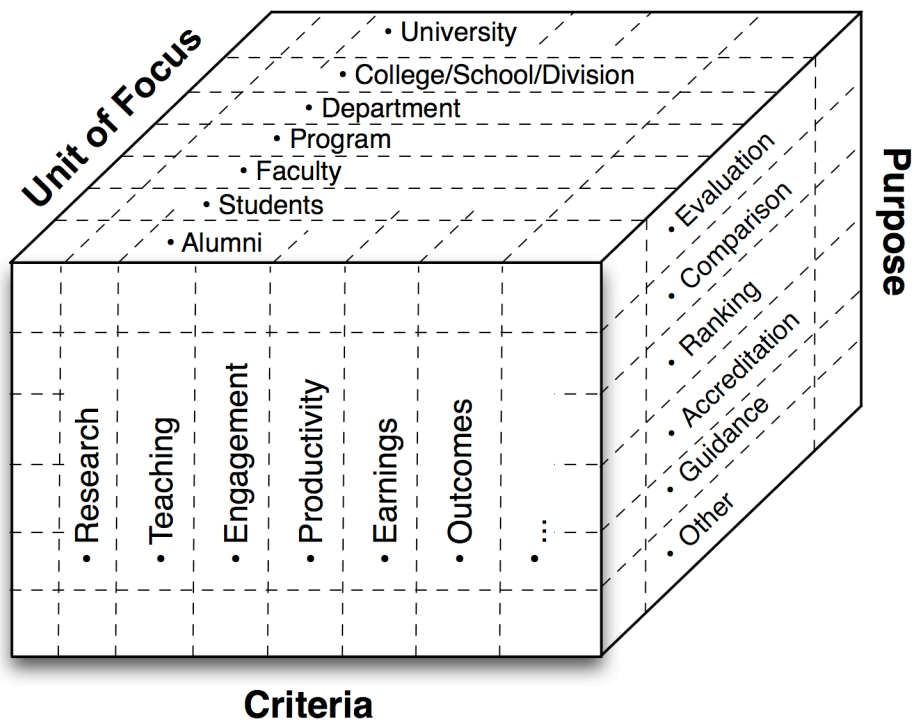 Unit of Focus
• University
• College/School/Division
• Department
• Program
• Faculty
• Students
• Alumni
Purpose
• Evaluation
• Comparison
• Ranking
• Accreditation
• Guidance
• Other
• Research
• Teaching
• Engagement
• Productivity
• Earnings
• Outcomes
• ...
Criteria